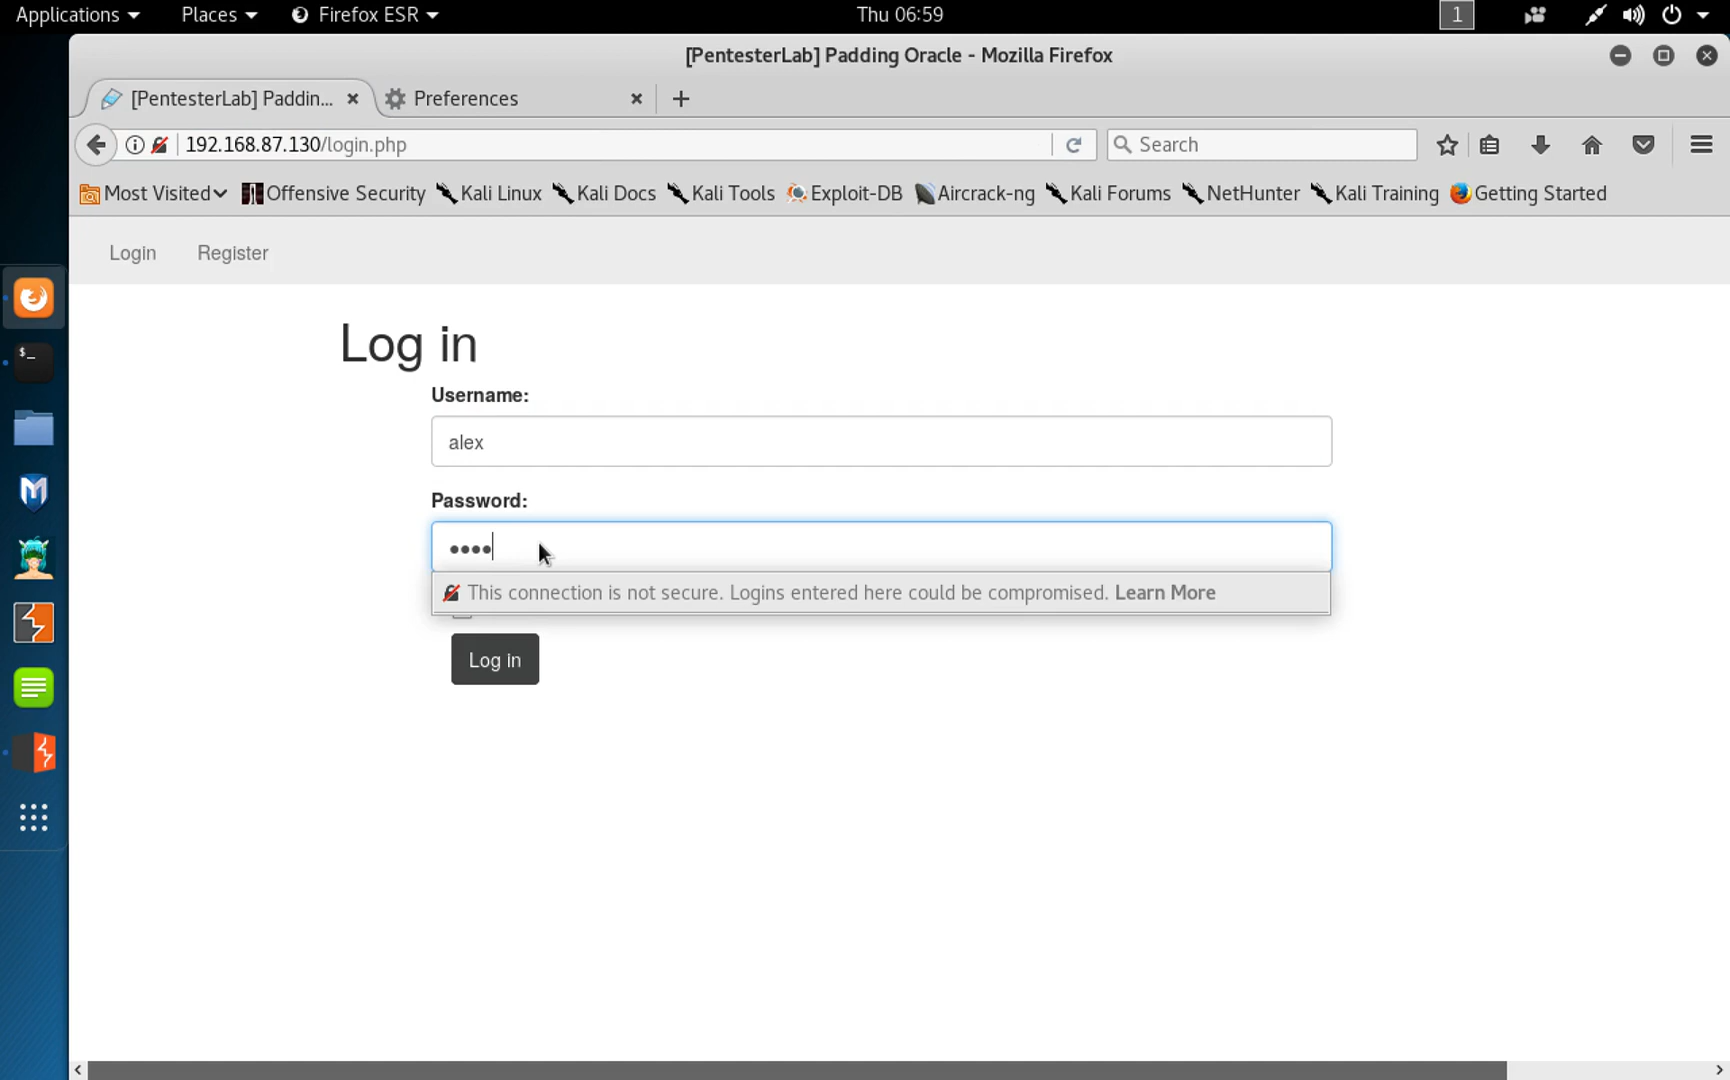 Applications Places Firefox ESR Thu 06:59 1
[PentesterLab] Padding Oracle - Mozilla Firefox
[PentesterLab] Paddin... Preferences
192.168.87.130/login.php Search
Most Visited Offensive Security Kali Linux Kali Docs Kali Tools Exploit-DB Aircrack-ng Kali Forums NetHunter Kali Training Getting Started
Login Register
Log in
Username:
alex
Password:
••••
This connection is not secure. Logins entered here could be compromised. Learn More
Log in